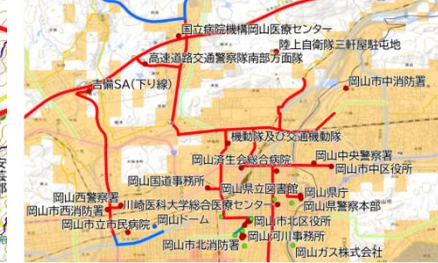 国立病院機構岡山医療センター
陸上自衛隊三軒屋駐屯地
高速道路交通警察隊南部方面隊
吉備SA(下り線)
岡山市中消防署
機動隊及び交通機動隊
岡山済生会総合病院
岡山中央警察署
岡山市中区役所
岡山国道事務所
岡山県立図書館
岡山県庁
岡山西警察署
川崎医科大学総合医療センター
岡山県警察本部
岡山市西消防署
岡山市立市民病院
岡山ドーム
岡山市北区役所
岡山市北消防署
岡山河川事務所
岡山ガス株式会社